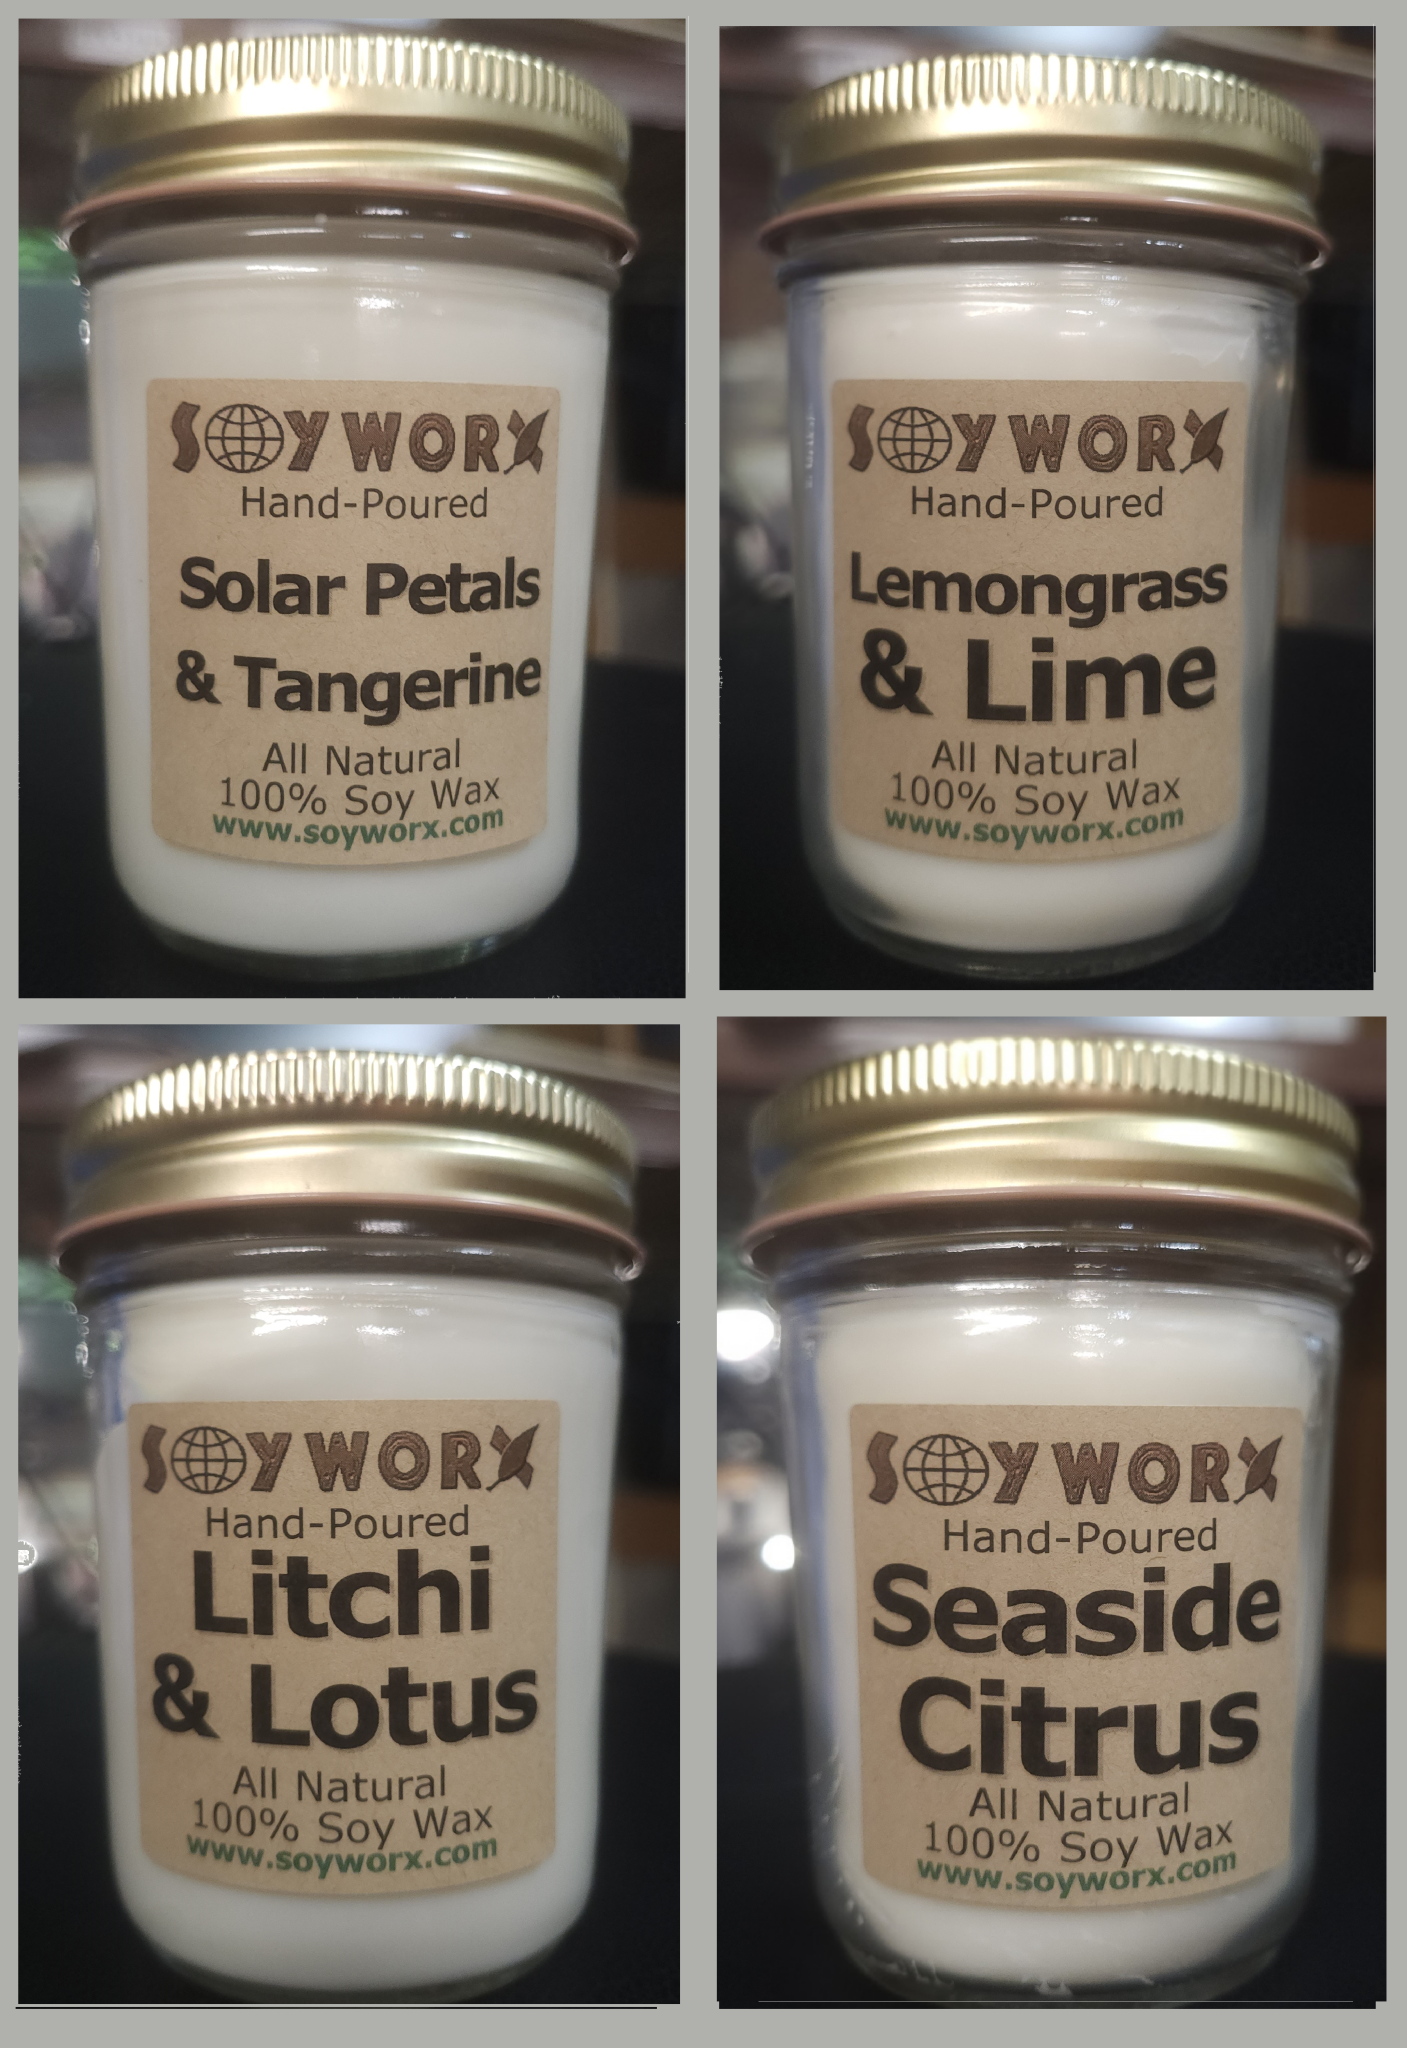 SOYWORX
Hand-Poured
Solar Petals
& Tangerine
All Natural
100% Soy Wax
www.soyworx.com
SOYWORX
Hand-Poured
Lemongrass
& Lime
All Natural
100% Soy Wax
www.soyworx.com
SOYWORX
Hand-Poured
Litchi
& Lotus
All Natural
100% Soy Wax
www.soyworx.com
SOYWORX
Hand-Poured
Seaside
Citrus
All Natural
100% Soy Wax
www.soyworx.com